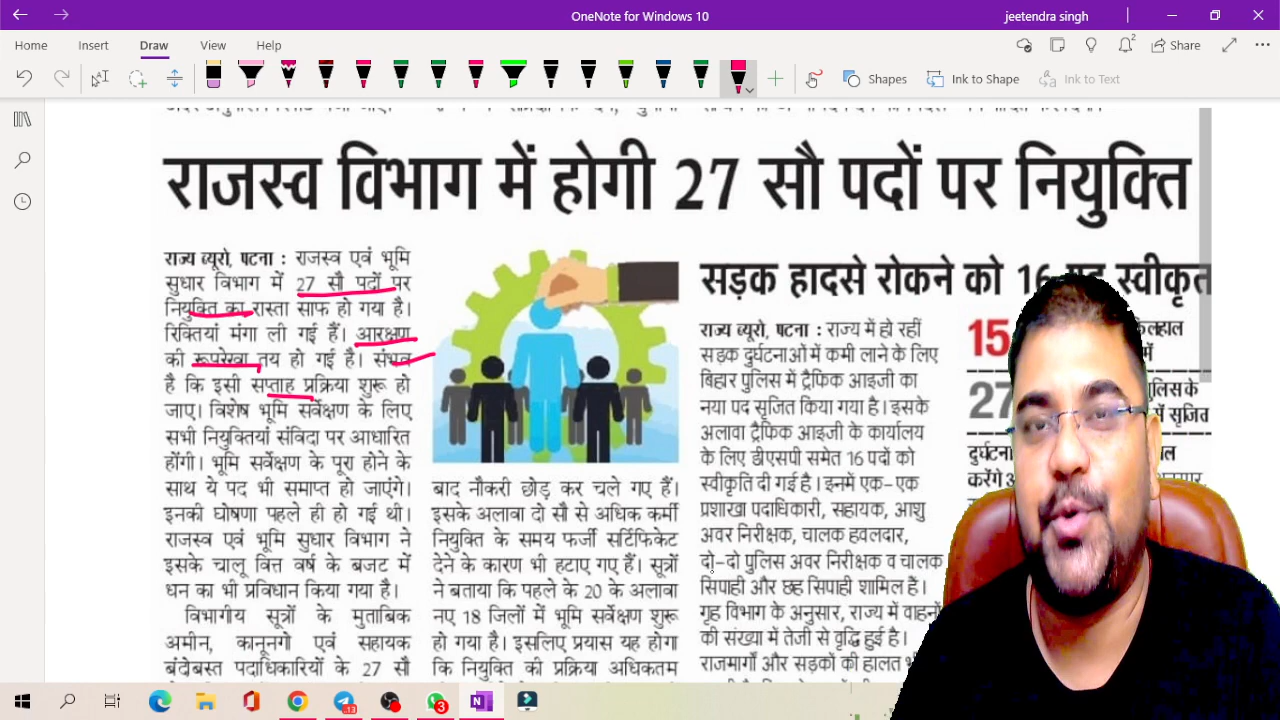 OneNote for Windows 10
jeetendra singh
Home Insert Draw View Help
Share
Shapes
Ink to Shape
Ink to Text
राजस्व विभाग में होगी 27 सौ पदों पर नियुक्ति
राज्य ब्यूरो, पटना : राजस्व एवं भूमि
सुधार विभाग में 27 सौ पदों पर
नियुक्ति का रास्ता साफ हो गया है।
रिक्तियां मंगा ली गई हैं। आरक्षण
की रूपरेखा तय हो गई है। संभव
है कि इसी सप्ताह प्रक्रिया शुरू हो
जाए। विशेष भूमि सर्वेक्षण के लिए
सभी नियुक्तियां संविदा पर आधारित
होंगी। भूमि सर्वेक्षण के पूरा होने के
साथ ये पद भी समाप्त हो जाएंगे।
इनकी घोषणा पहले ही हो गई थी।
राजस्व एवं भूमि सुधार विभाग ने
इसके चालू वित्त वर्ष के बजट में
धन का भी प्रविधान किया गया है।
विभागीय सूत्रों के मुताबिक
अमीन, कानूनगो एवं सहायक
बंदोबस्त पदाधिकारियों के 27 सौ
बाद नौकरी छोड़ कर चले गए हैं।
इसके अलावा दो सौ से अधिक कर्मी
नियुक्ति के समय फर्जी सर्टिफिकेट
देने के कारण भी हटाए गए हैं। सूत्रों
ने बताया कि पहले के 20 के अलावा
नए 18 जिलों में भूमि सर्वेक्षण शुरू
हो गया है। इसलिए प्रयास यह होगा
कि नियुक्ति की प्रक्रिया अधिकतम
सड़क हादसे रोकने को 16 स्वीकृत
राज्य ब्यूरो, पटना : राज्य में हो रहीं
सड़क दुर्घटनाओं में कमी लाने के लिए
बिहार पुलिस में ट्रैफिक आइजी का
नया पद सृजित किया गया है। इसके
अलावा ट्रैफिक आइजी के कार्यालय
के लिए डीएसपी समेत 16 पदों को
स्वीकृति दी गई है। इनमें एक-एक
प्रशाखा पदाधिकारी, सहायक, आशु
अवर निरीक्षक, चालक हवलदार,
दो-दो पुलिस अवर निरीक्षक व चालक
सिपाही और छह सिपाही शामिल हैं।
गृह विभाग के अनुसार, राज्य में वाहनों
की संख्या में तेजी से वृद्धि हुई है।
राजमार्गों और सड़कों की हालत
15
में
27
पुलिस के
में सृजित
दुर्घटना
करेंगे
13
3